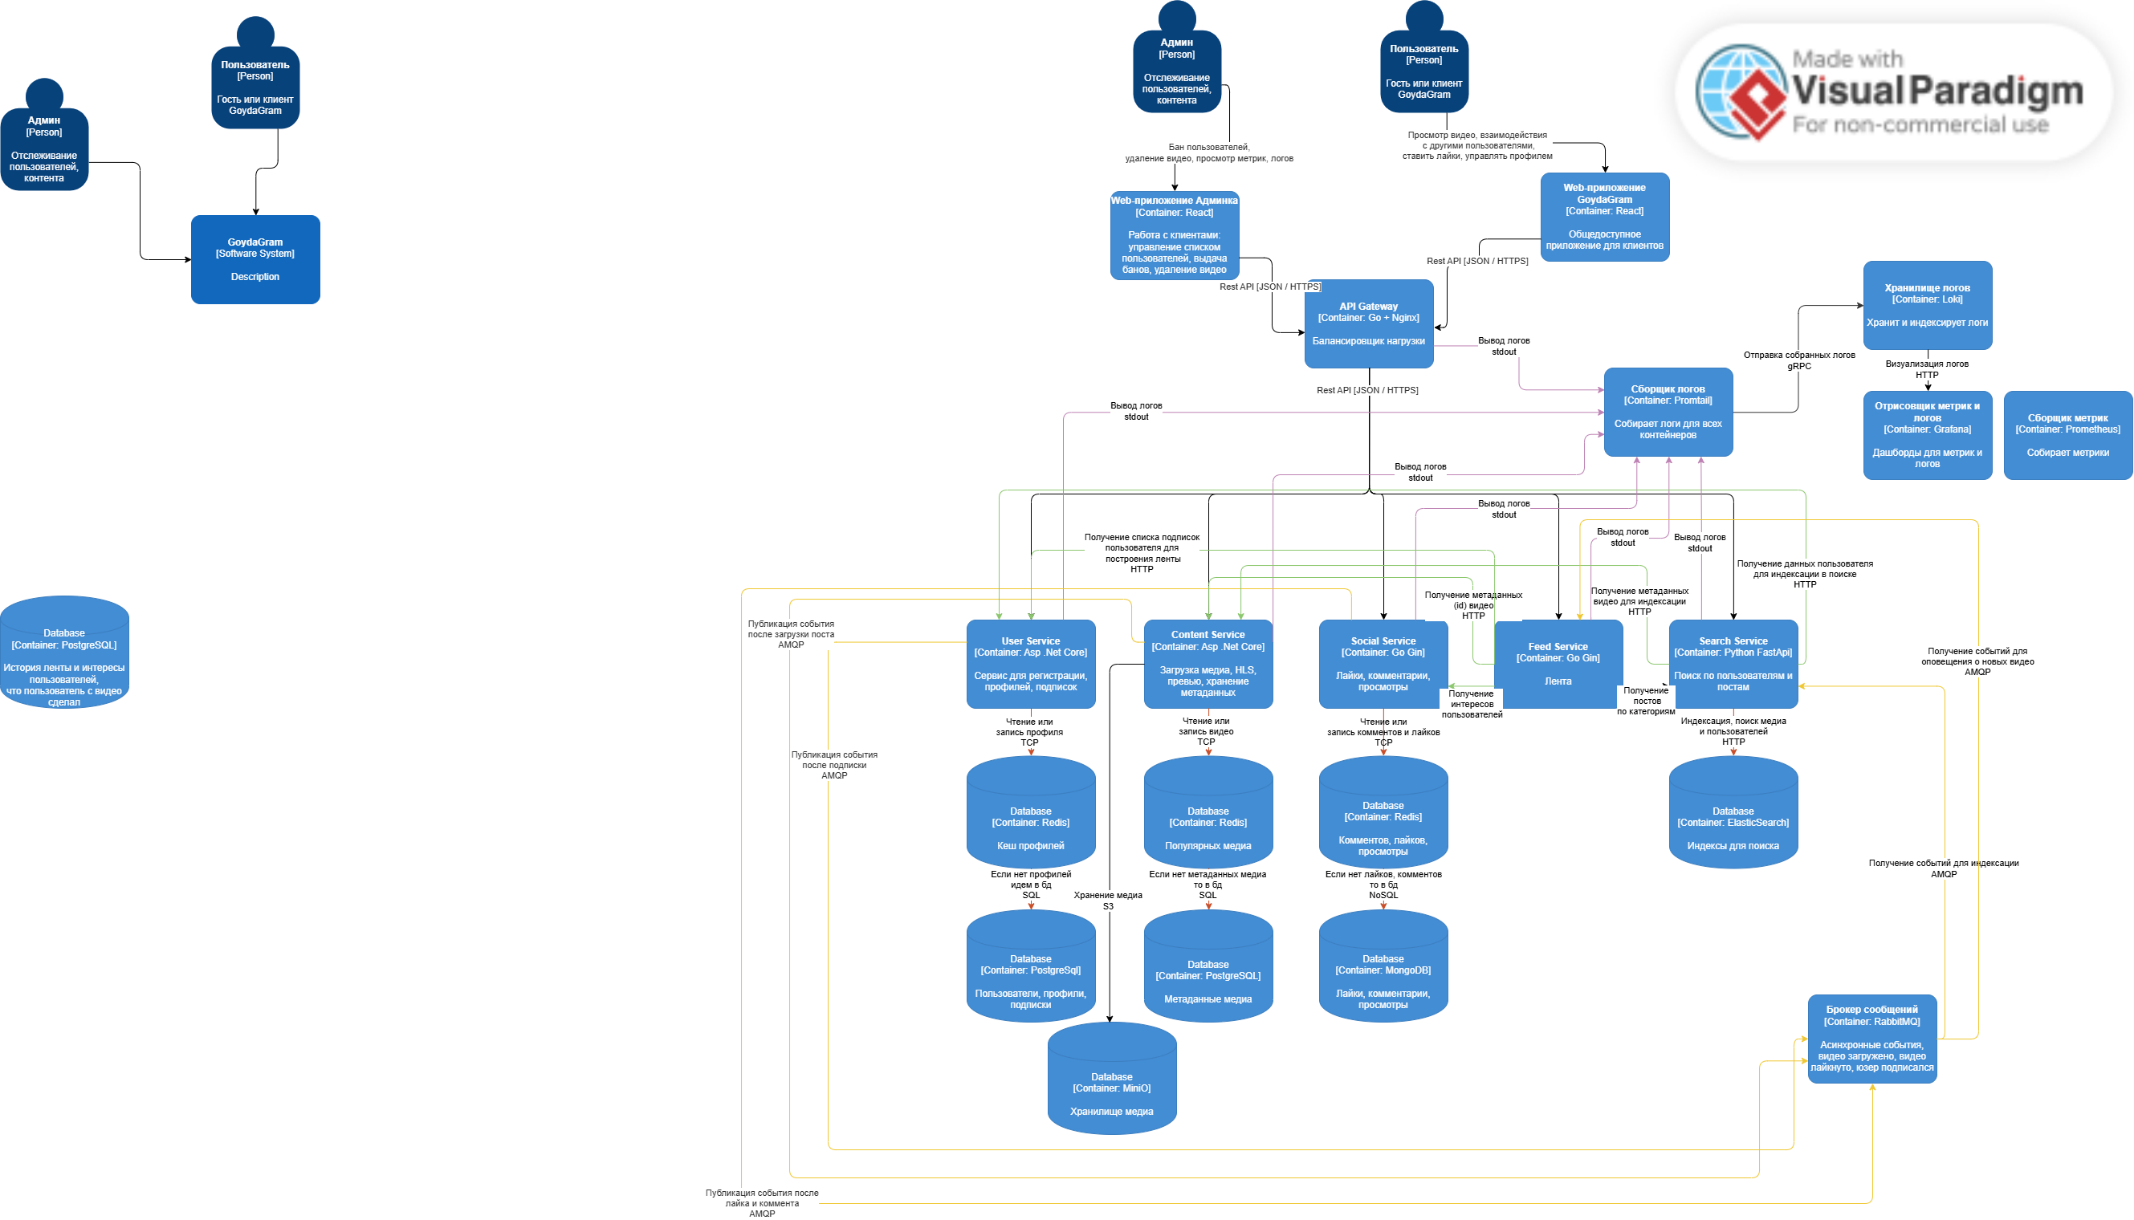 Админ
[Person]
Отслеживание
пользователей,
контента
Пользователь
[Person]
Гость или клиент
GoydaGram
GoydaGram
[Software System]
Description
Админ
[Person]
Отслеживание
пользователей,
контента
Пользователь
[Person]
Гость или клиент
GoydaGram
Made with
Visual Paradigm
For non-commercial use
Бан пользователей,
удаление видео, просмотр метрик, логов
Просмотр видео, взаимодействия
с другими пользователями,
ставить лайки, управлять профилем
Web-приложение Админка
[Container: React]
Работа с клиентами:
управление списком
пользователей, выдача
банов, удаление видео
Web-приложение
GoydaGram
[Container: React]
Общедоступное
приложение для клиентов
Rest API [JSON / HTTPS]
Rest API [JSON / HTTPS]
API Gateway
[Container: Go + Nginx]
Балансировщик нагрузки
Rest API [JSON / HTTPS]
Вывод логов
stdout
Сборщик логов
[Container: Promtail]
Собирает логи для всех
контейнеров
Отправка собранных логов
gRPC
Хранилище логов
[Container: Loki]
Хранит и индексирует логи
Визуализация логов
HTTP
Отрисовщик метрик и
логов
[Container: Grafana]
Дашборды для метрик и
логов
Сборщик метрик
[Container: Prometheus]
Собирает метрики
Вывод логов
stdout
Вывод логов
stdout
Вывод логов
stdout
Вывод логов
stdout
Вывод логов
stdout
Получение списка подписок
пользователя для
построения ленты
HTTP
Получение метаданных
(id) видео
HTTP
Получение метаданных
видео для индексации
HTTP
Получение данных пользователя
для индексации в поиске
HTTP
Database
[Container: PostgreSQL]
История ленты и интересы
пользователей,
что пользователь с видео
сделал
Публикация события
после загрузки поста
AMQP
User Service
[Container: Asp .Net Core]
Сервис для регистрации,
профилей, подписок
Content Service
[Container: Asp .Net Core]
Загрузка медиа, HLS,
превью, хранение
метаданных
Social Service
[Container: Go Gin]
Лайки, комментарии,
просмотры
Feed Service
[Container: Go Gin]
Лента
Search Service
[Container: Python FastApi]
Поиск по пользователям и
постам
Получение событий для
оповещения о новых видео
AMQP
Получение
интересов
пользователей
Получение
постов
по категориям
Публикация события
после подписки
AMQP
Чтение или
запись профиля
TCP
Чтение или
запись видео
TCP
Чтение или
запись комментов и лайков
TCP
Индексация, поиск медиа
и пользователей
HTTP
Database
[Container: Redis]
Кеш профилей
Database
[Container: Redis]
Популярных медиа
Database
[Container: Redis]
Комментов, лайков,
просмотры
Database
[Container: ElasticSearch]
Индексы для поиска
Если нет профилей
идем в бд
SQL
Хранение медиа
S3
Если нет метаданных медиа
то в бд
SQL
Если нет лайков, комментов
то в бд
NoSQL
Получение событий для индексации
AMQP
Database
[Container: PostgreSql]
Пользователи, профили,
подписки
Database
[Container: PostgreSQL]
Метаданные медиа
Database
[Container: MongoDB]
Лайки, комментарии,
просмотры
Database
[Container: MiniO]
Хранилище медиа
Брокер сообщений
[Container: RabbitMQ]
Асинхронные события,
видео загружено, видео
лайкнуто, юзер подписался
Публикация события после
лайка и коммента
AMQP